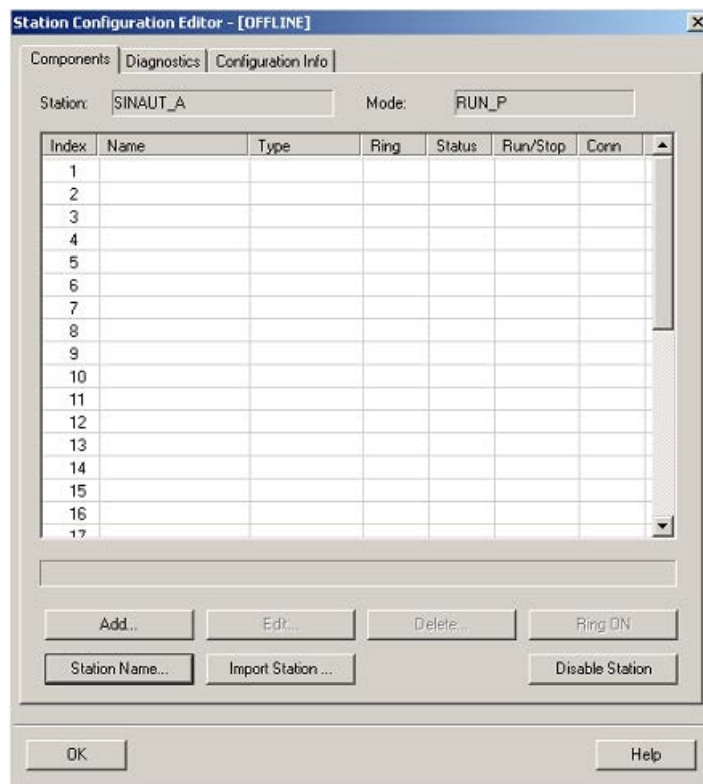 Station Configuration Editor - [OFFLINE]
Components Diagnostics Configuration Info
Station: SINAUT_A Mode: RUN_P
Index Name Type Ring Status Run/Stop Conn
1
2
3
4
5
6
7
8
9
10
11
12
13
14
15
16
17
Add... Edit... Delete... Ring ON
Station Name... Import Station ... Disable Station
OK Help